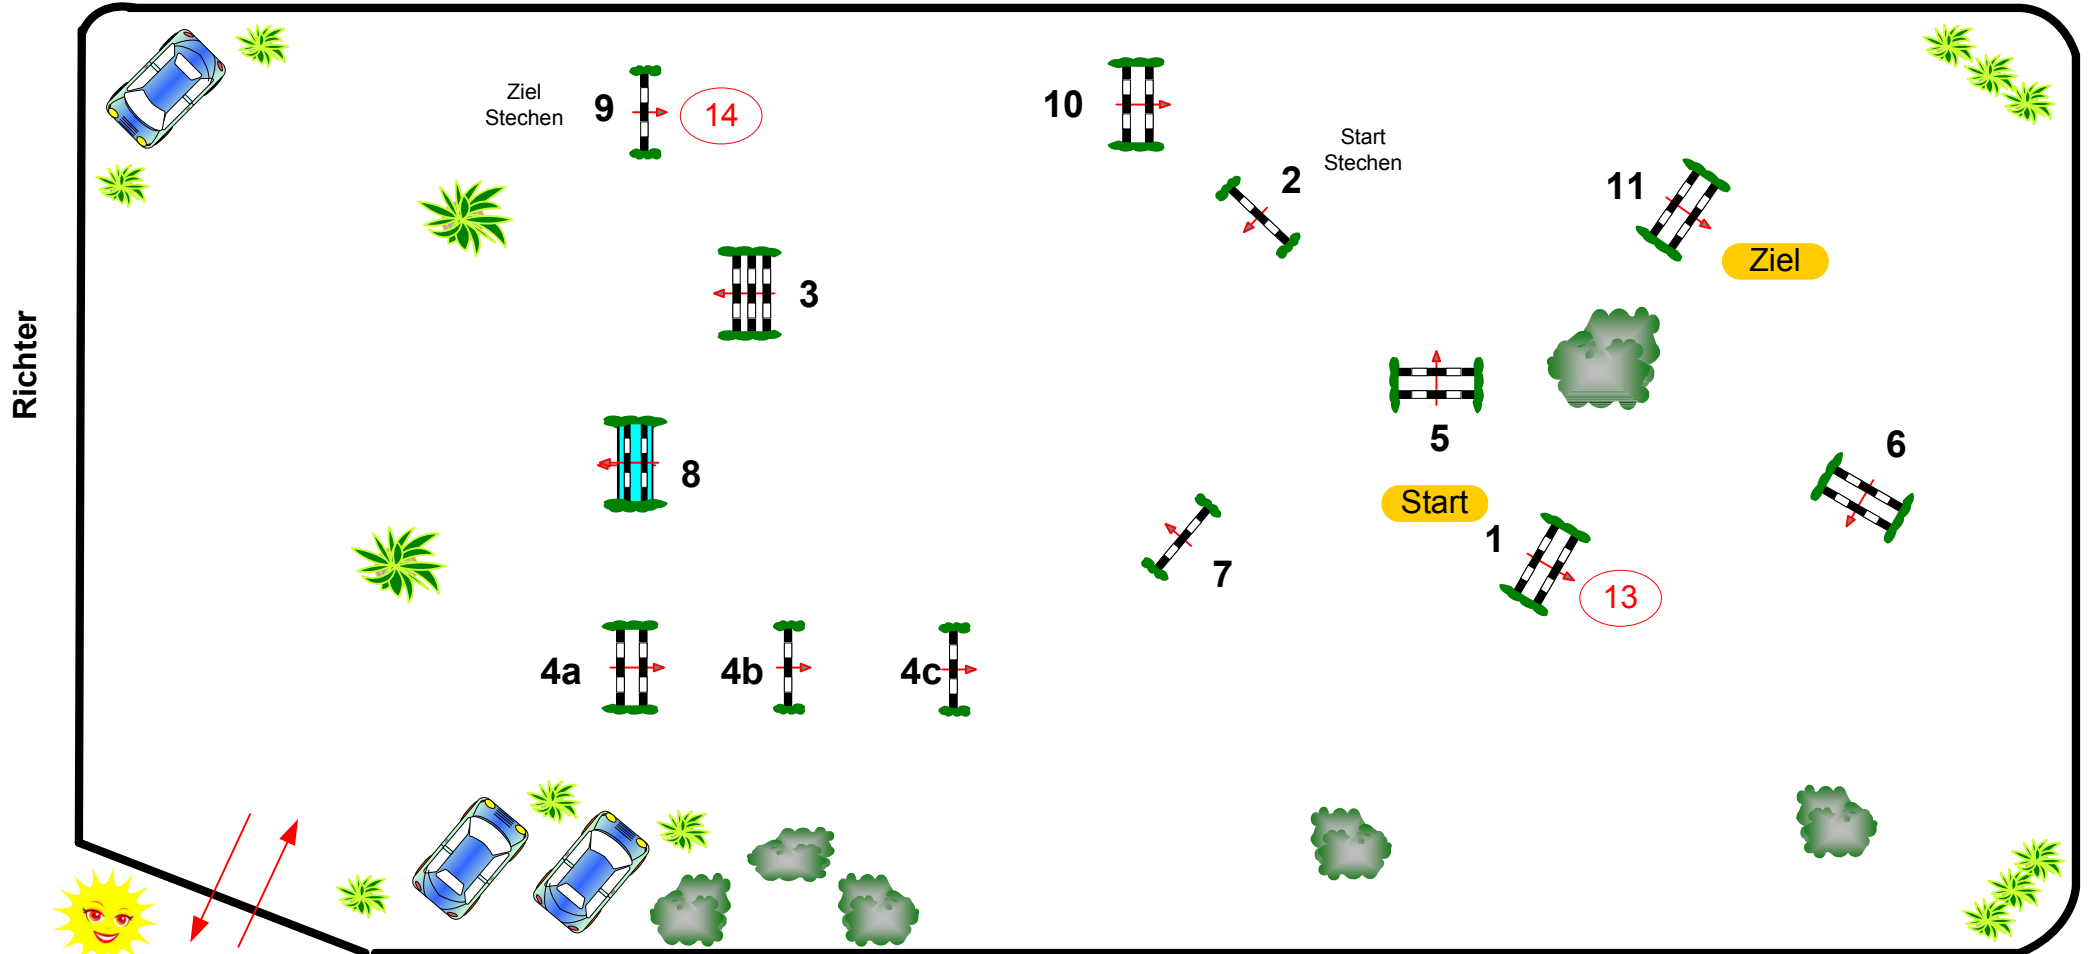 Ziel
Stechen
9
14
10
Start
Stechen
2
11
Ziel
3
Richter
5
6
8
Start
1
7
13
4a
4b
4c